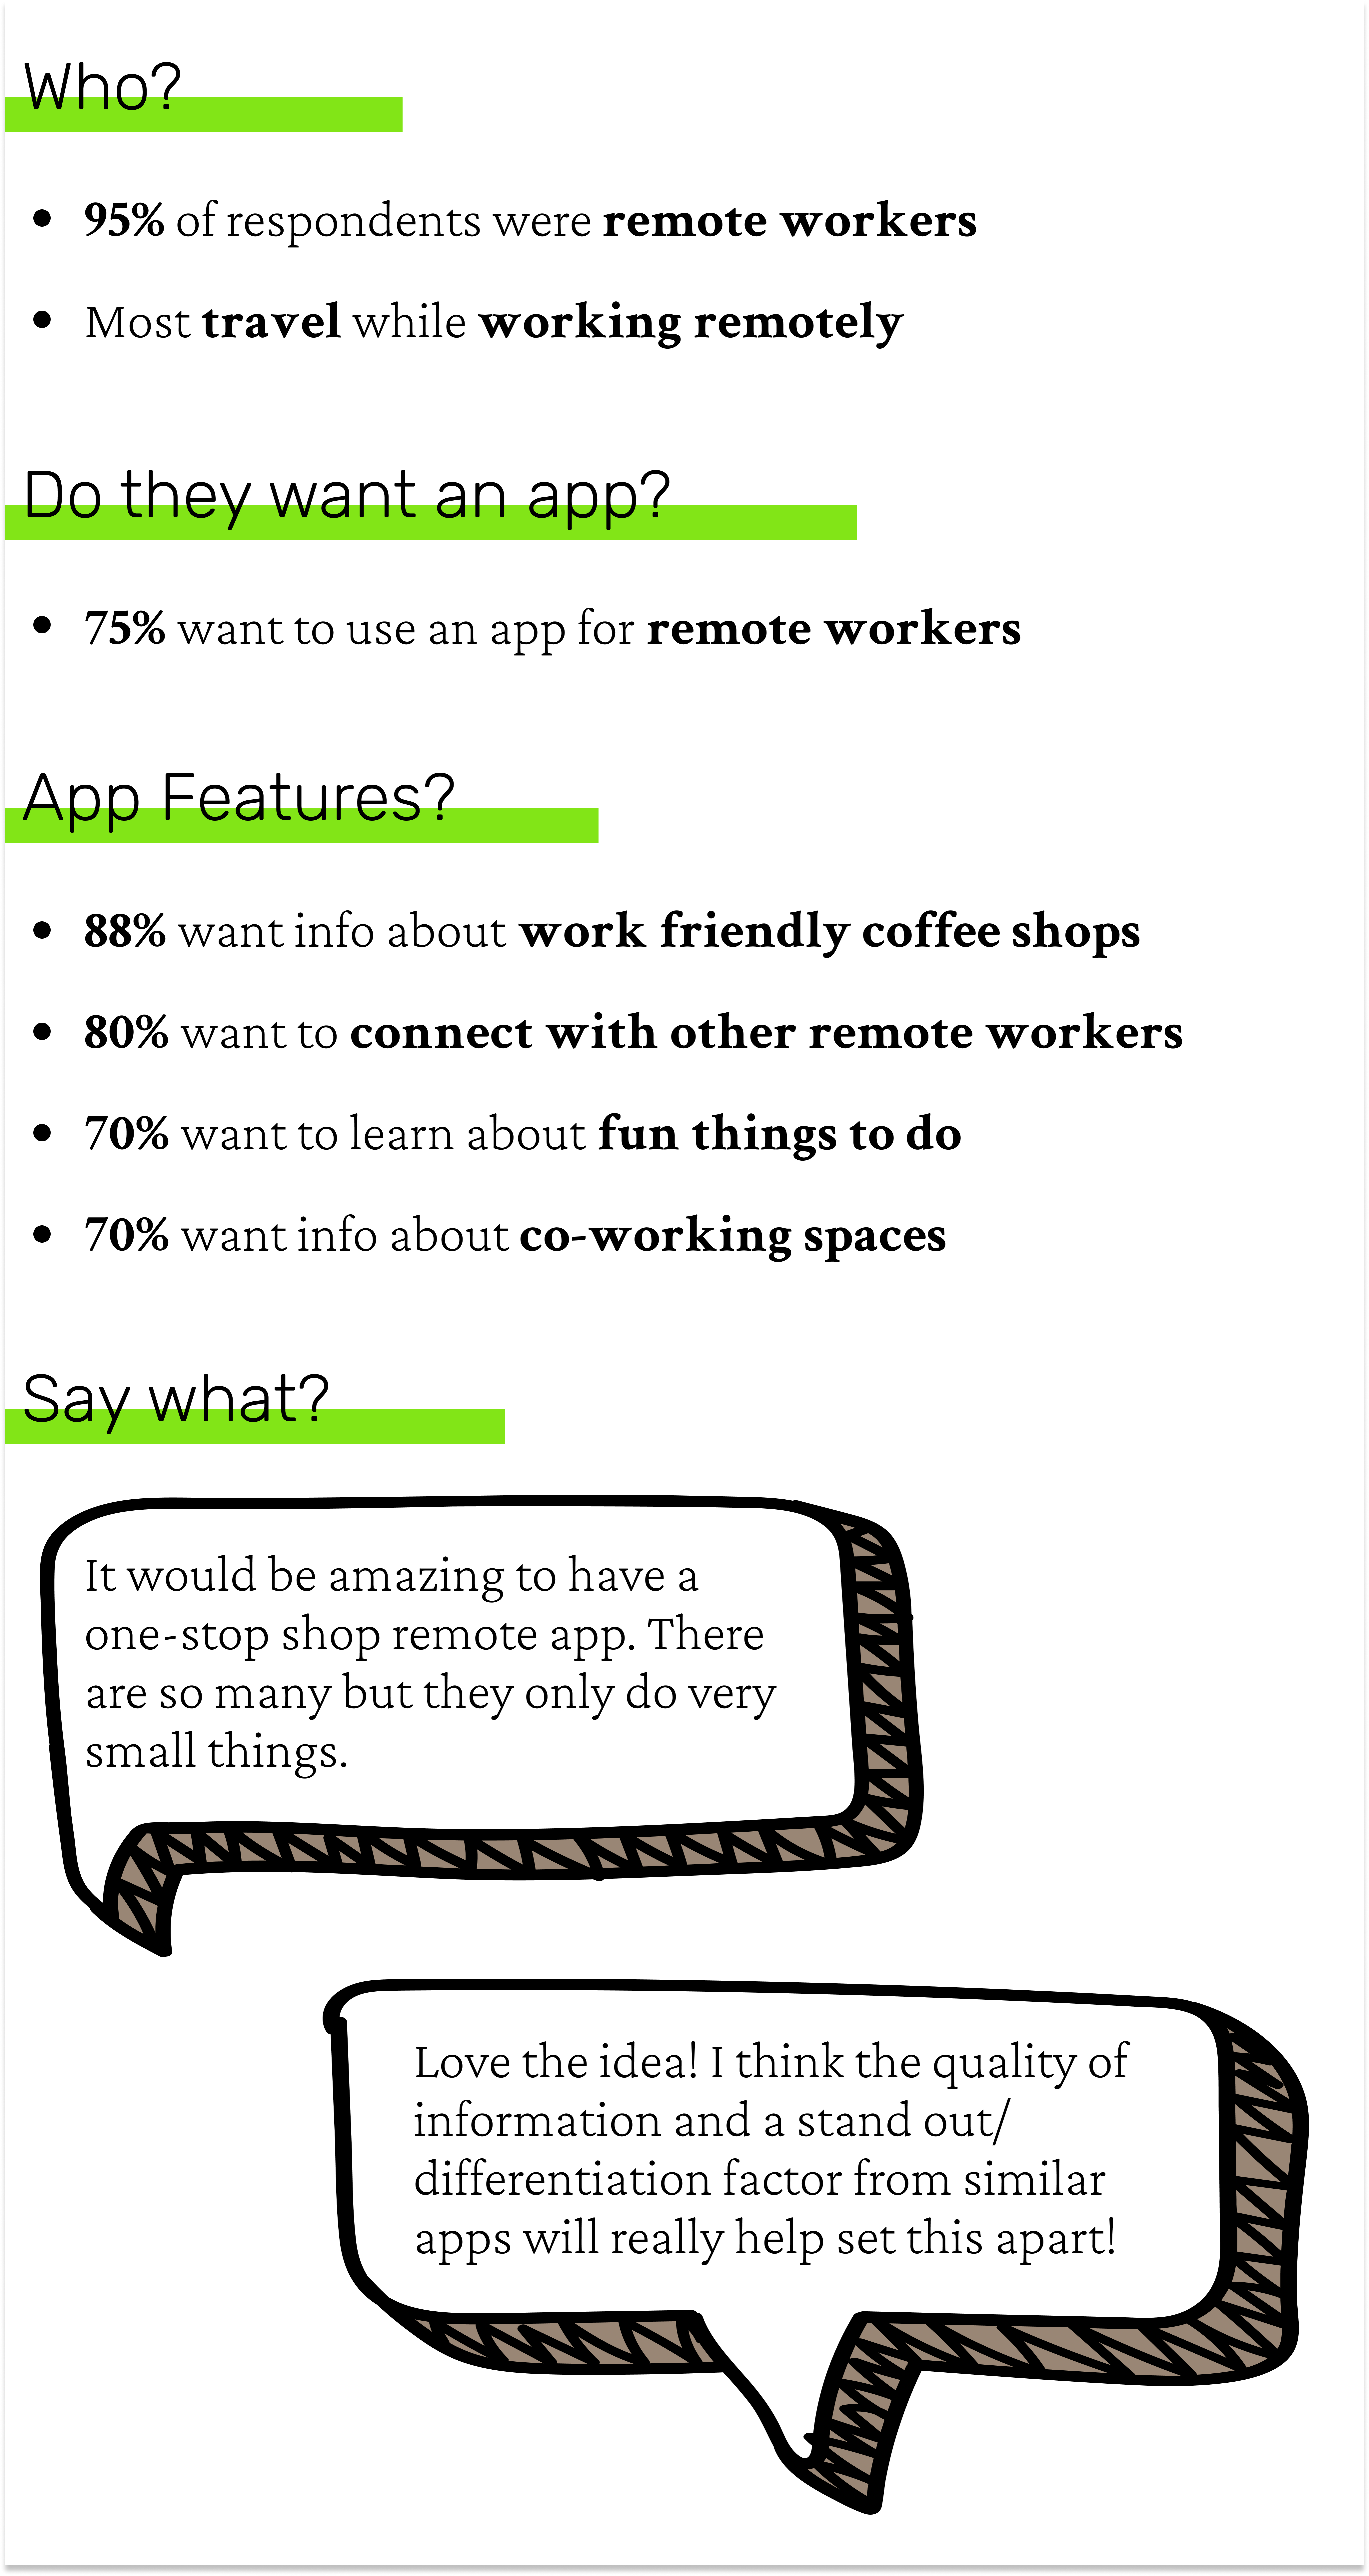 Who?
95% of respondents were remote workers
Most travel while working remotely
Do they want an app?
75% want to use an app for remote workers
App Features?
88% want info about work friendly coffee shops
80% want to connect with other remote workers
70% want to learn about fun things to do
70% want info about co-working spaces
Say what?
It would be amazing to have a
one-stop shop remote app. There
are so many but they only do very
small things.
Love the idea! I think the quality of
information and a stand out/
differentiation factor from similar
apps will really help set this apart!